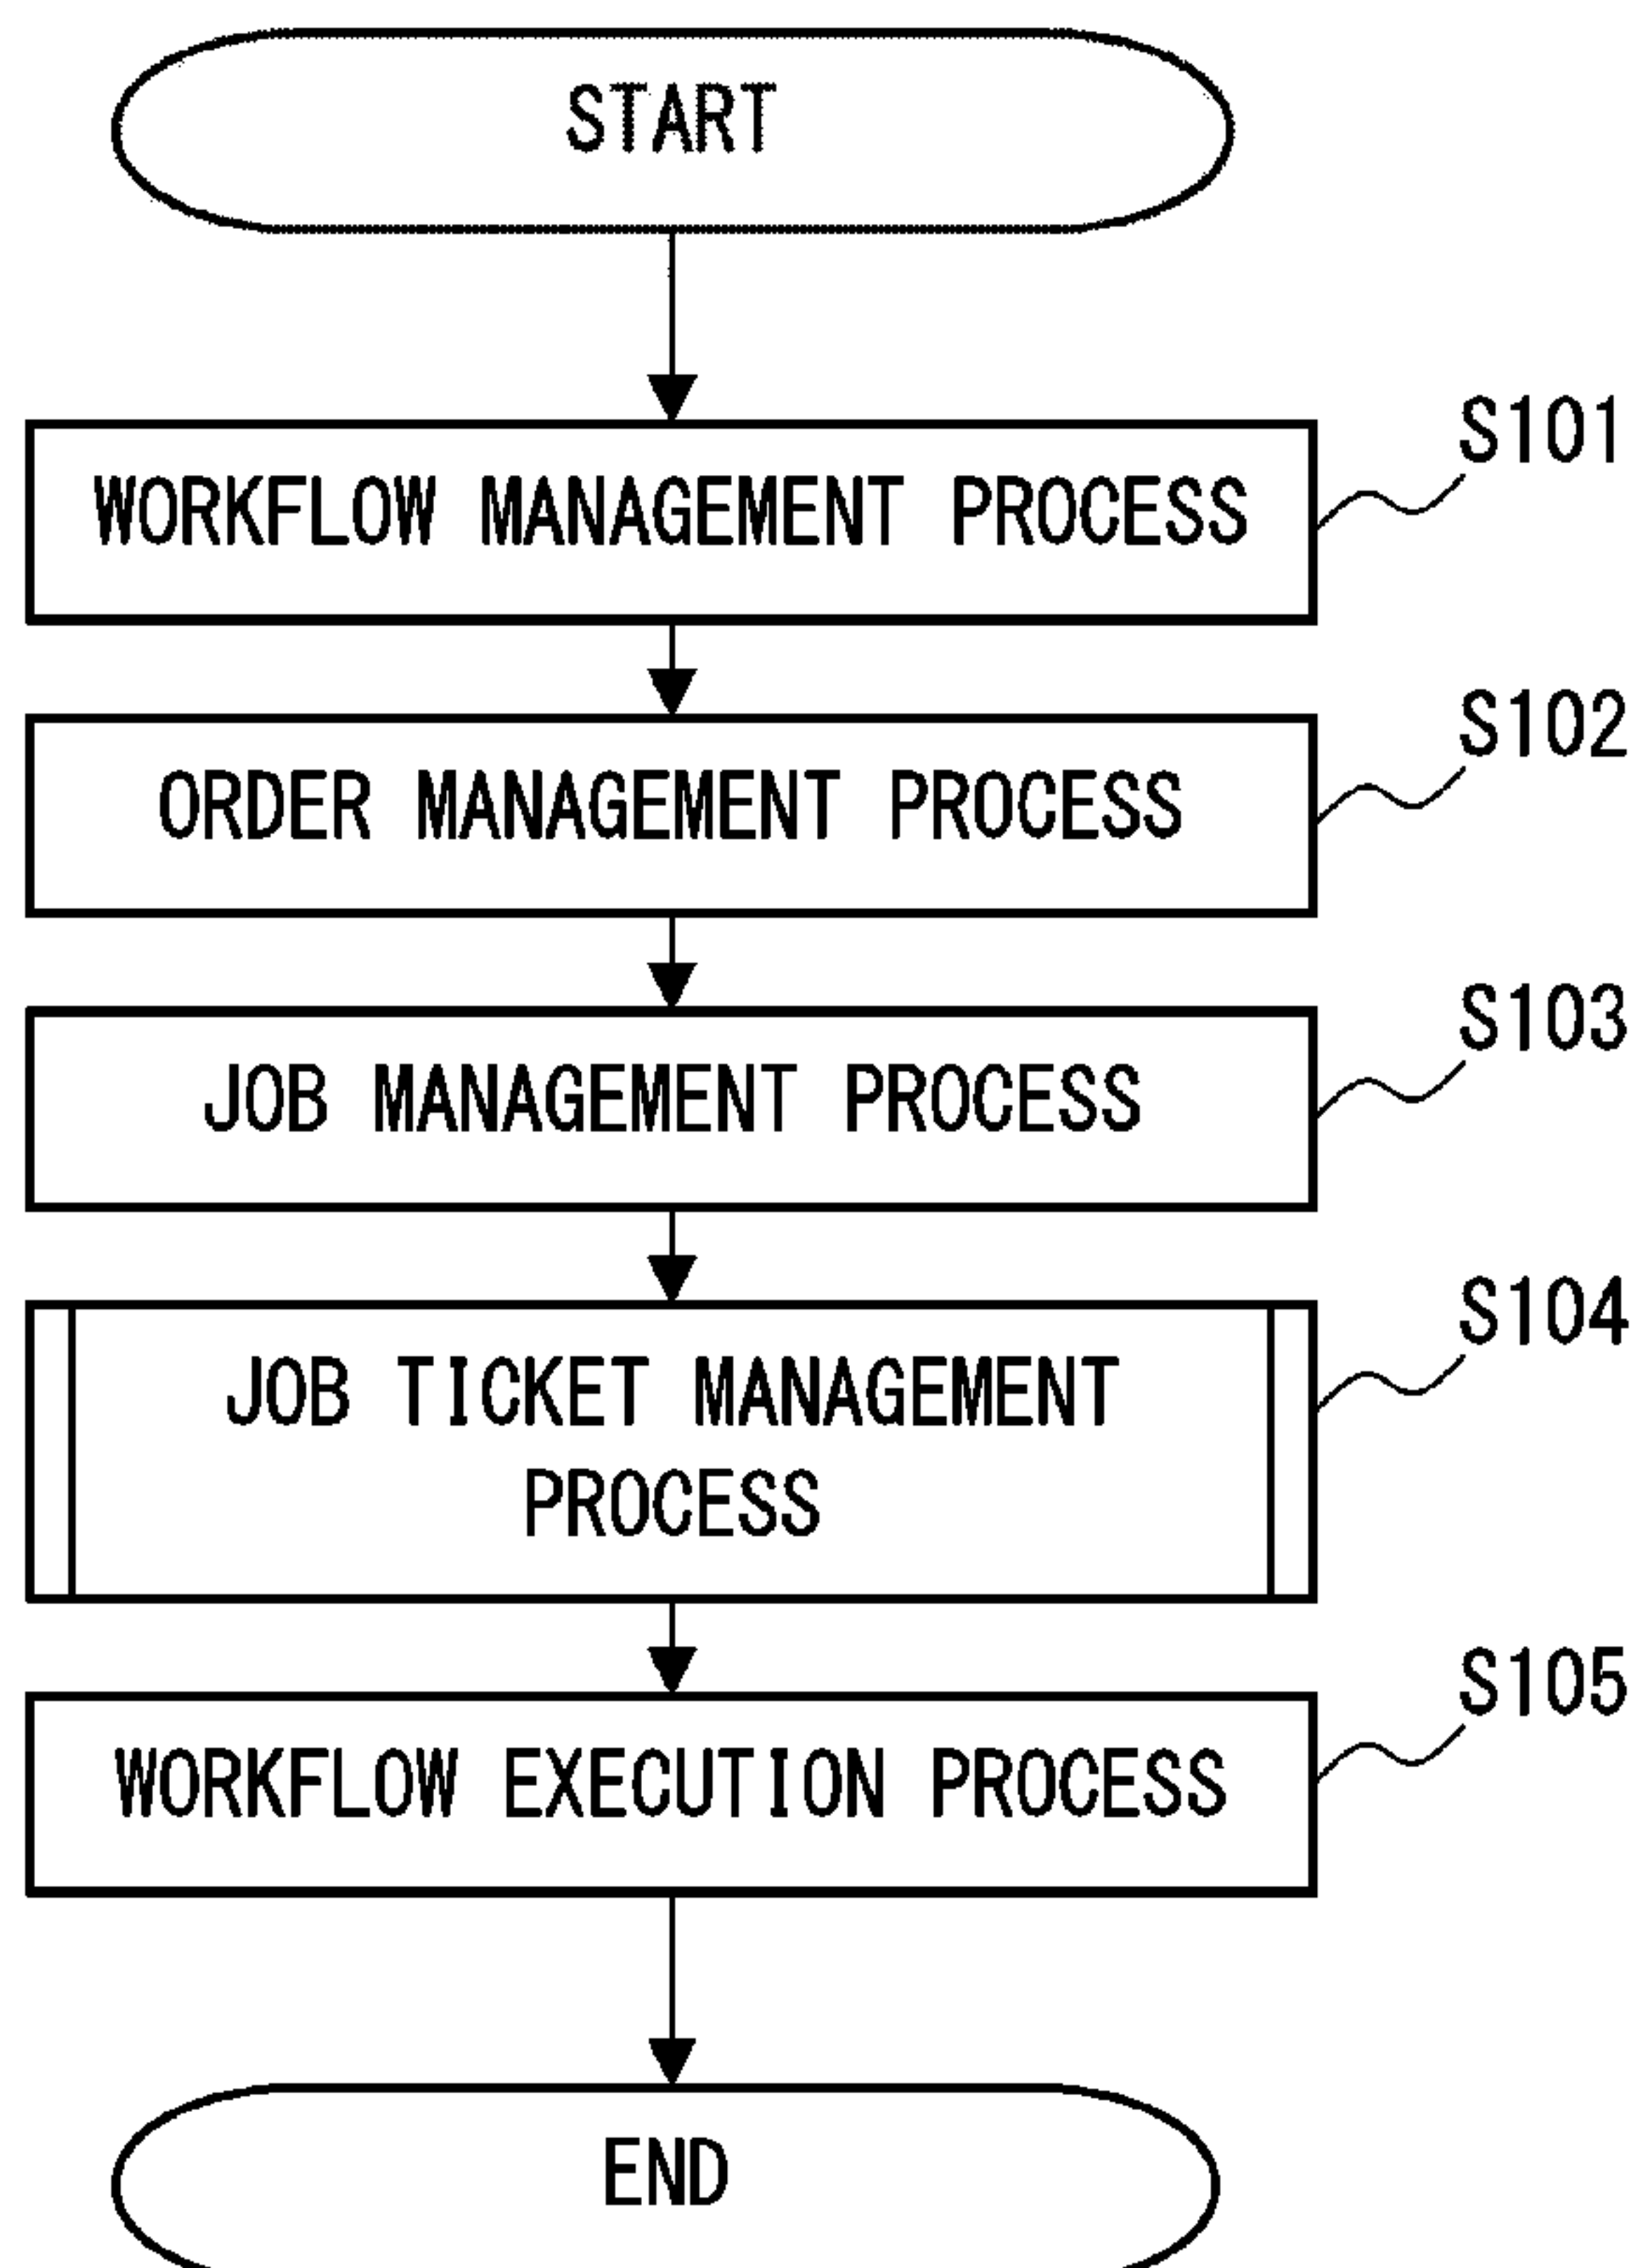 START
S101
WORKFLOW MANAGEMENT PROCESS
S102
ORDER MANAGEMENT PROCESS
S103
JOB MANAGEMENT PROCESS
S104
JOB TICKET MANAGEMENT
PROCESS
S105
WORKFLOW EXECUTION PROCESS
END